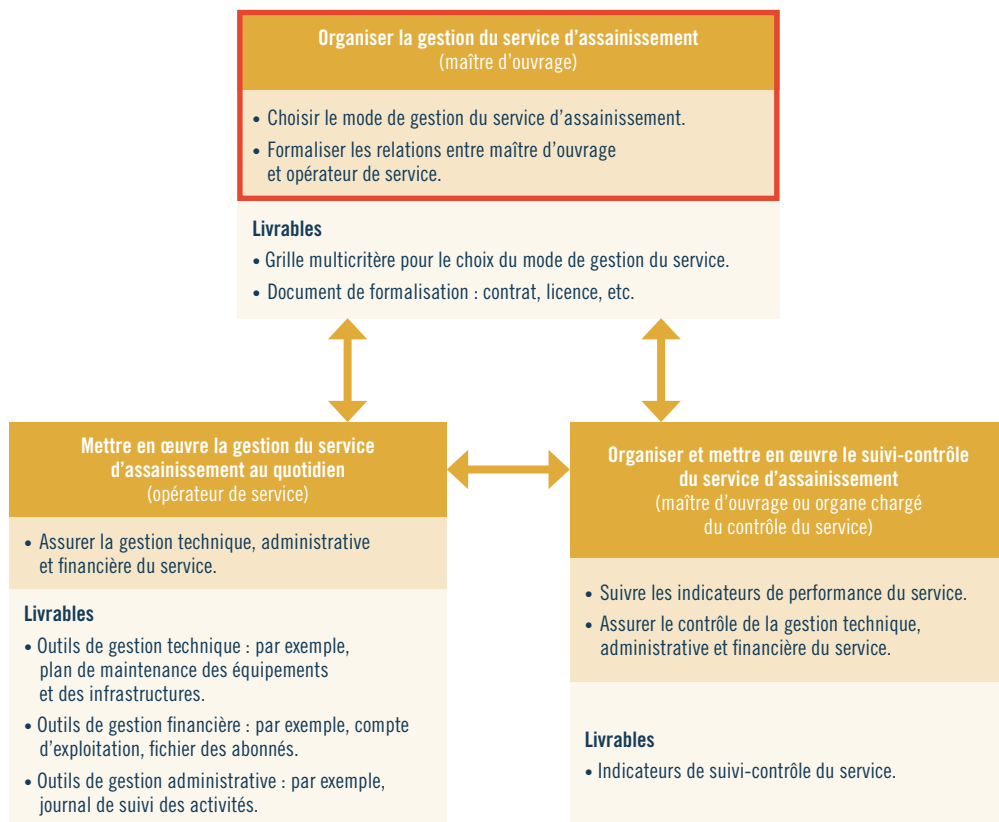 Organiser la gestion du service d’assainissement
(maître d’ouvrage)
• Choisir le mode de gestion du service d’assainissement.
• Formaliser les relations entre maître d’ouvrage
et opérateur de service.
Livrables
• Grille multicritère pour le choix du mode de gestion du service.
• Document de formalisation : contrat, licence, etc.
Mettre en œuvre la gestion du service
d’assainissement au quotidien
(opérateur de service)
• Assurer la gestion technique, administrative
et financière du service.
Livrables
• Outils de gestion technique : par exemple,
plan de maintenance des équipements
et des infrastructures.
• Outils de gestion financière : par exemple, compte
d’exploitation, fichier des abonnés.
• Outils de gestion administrative : par exemple,
journal de suivi des activités.
Organiser et mettre en œuvre le suivi-contrôle
du service d’assainissement
(maître d’ouvrage ou organe chargé
du contrôle du service)
• Suivre les indicateurs de performance du service.
• Assurer le contrôle de la gestion technique,
administrative et financière du service.
Livrables
• Indicateurs de suivi-contrôle du service.